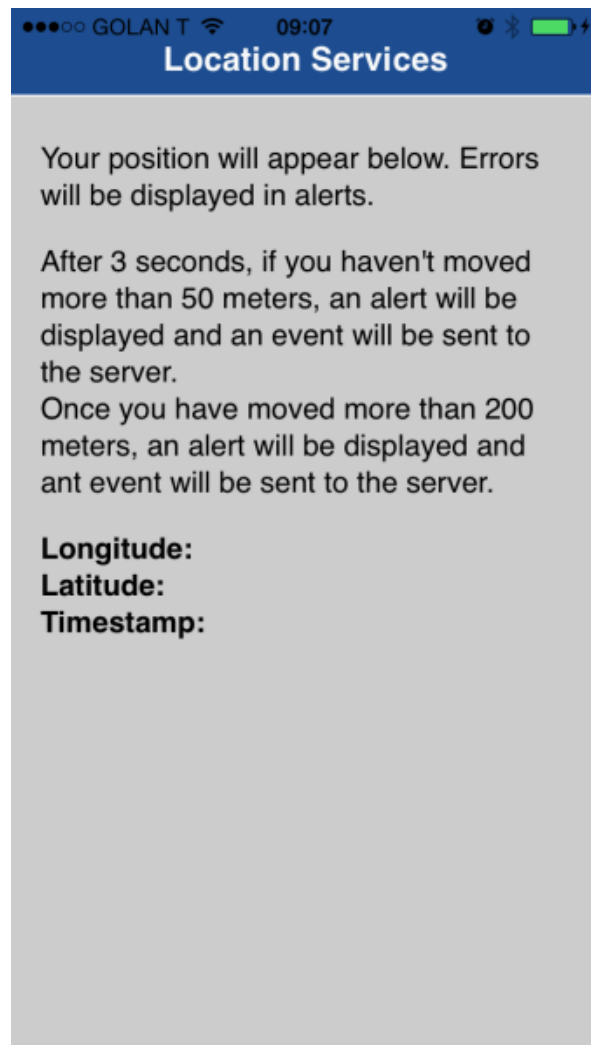 GOLAN T 09:07
Location Services
Your position will appear below. Errors
will be displayed in alerts.
After 3 seconds, if you haven't moved
more than 50 meters, an alert will be
displayed and an event will be sent to
the server.
Once you have moved more than 200
meters, an alert will be displayed and
ant event will be sent to the server.
Longitude:
Latitude:
Timestamp: